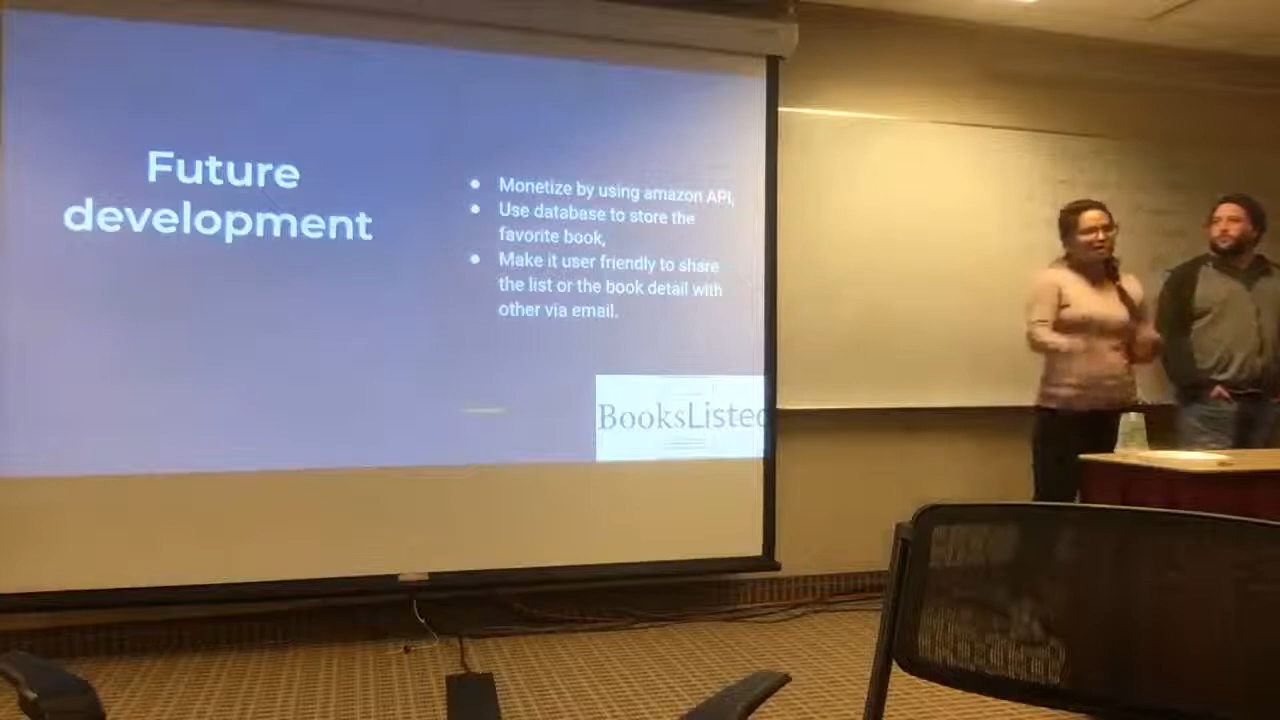 Future
development
Monetize by using amazon API,
Use database to store the
favorite book,
Make it user friendly to share
the list or the book detail with
other via email.
BooksListed